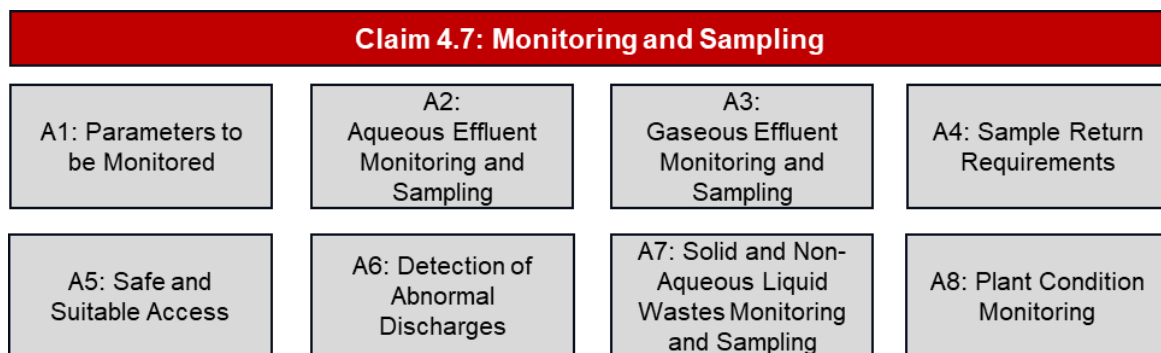 Claim 4.7: Monitoring and Sampling
A1: Parameters to
be Monitored
A2:
Aqueous Effluent
Monitoring and
Sampling
A3:
Gaseous Effluent
Monitoring and
Sampling
A4: Sample Return
Requirements
A5: Safe and
Suitable Access
A6: Detection of
Abnormal
Discharges
A7: Solid and Non-
Aqueous Liquid
Wastes Monitoring
and Sampling
A8: Plant Condition
Monitoring